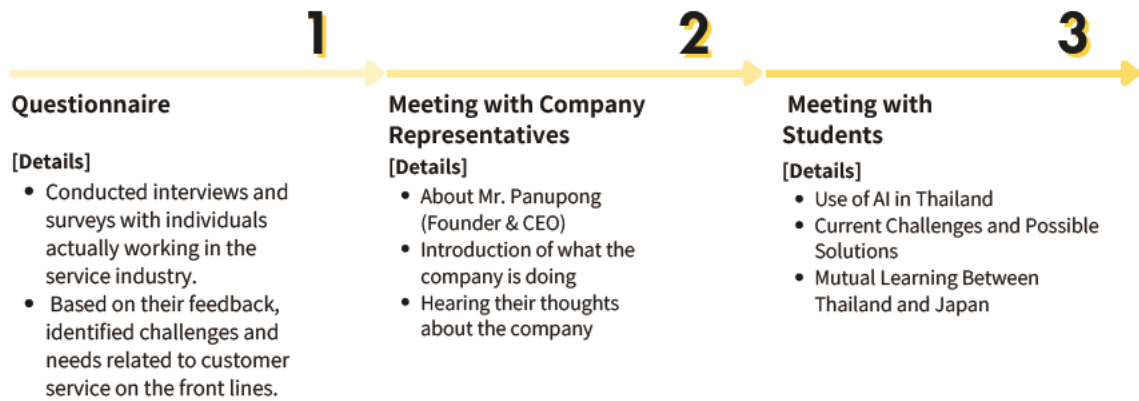 1
Questionnaire
[Details]
• Conducted interviews and
surveys with individuals
actually working in the
service industry.
• Based on their feedback,
identified challenges and
needs related to customer
service on the front lines.
2
Meeting with Company
Representatives
[Details]
• About Mr. Panupong
(Founder & CEO)
• Introduction of what the
company is doing
• Hearing their thoughts
about the company
3
Meeting with
Students
[Details]
• Use of AI in Thailand
• Current Challenges and Possible
Solutions
• Mutual Learning Between
Thailand and Japan